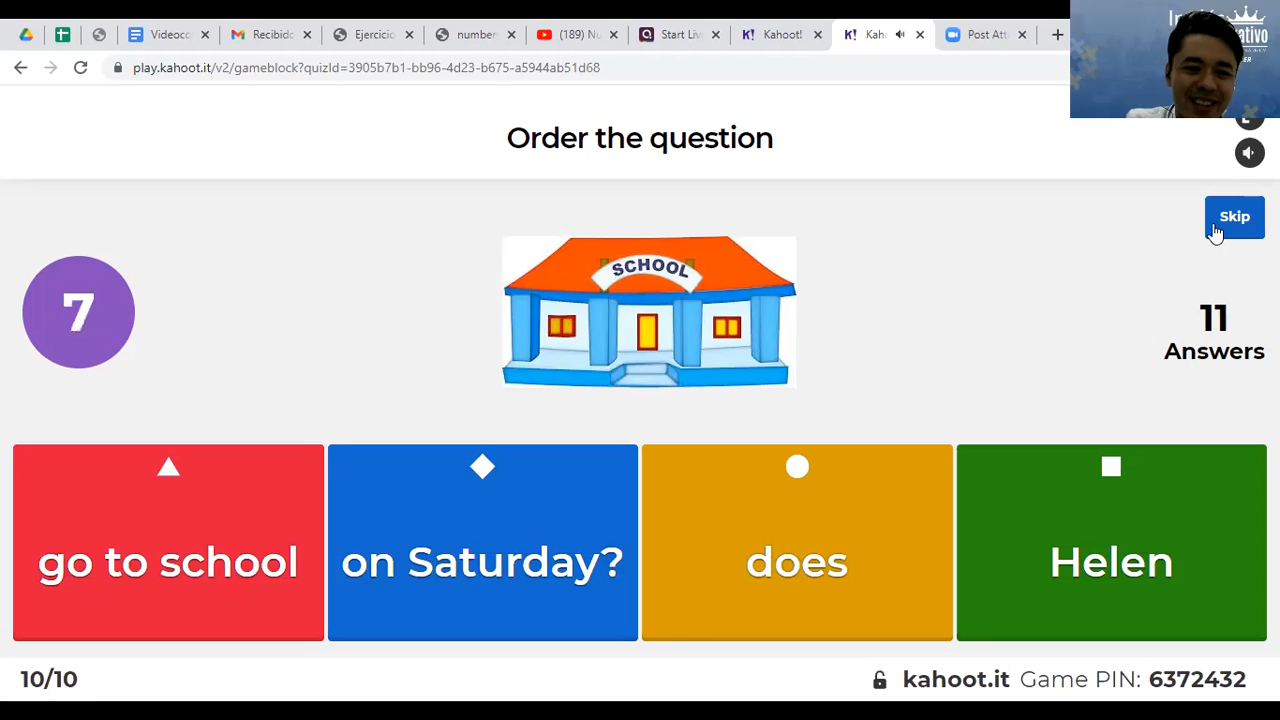 Videoco
Recibido
Ejercicio
number
(189) Nu
Start Liv
Kahoot!
Kaho
Post Att
play.kahoot.it/v2/gameblock?quizId=3905b7b1-bb96-4d23-b675-a5944ab51d68
Order the question
Skip
7
SCHOOL
11
Answers
go to school
on Saturday?
does
Helen
10/10
kahoot.it Game PIN: 6372432